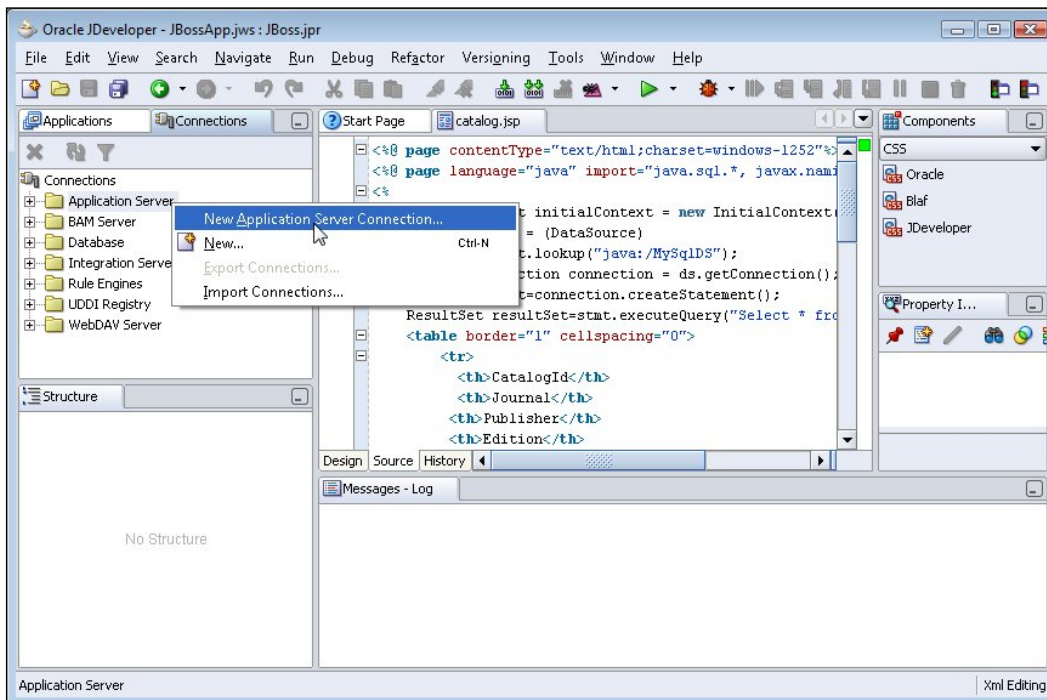 Oracle JDeveloper - JBossApp.jws : JBoss.jpr
File Edit View Search Navigate Run Debug Refactor Versioning Tools Window Help
Applications Connections
Connections
Application Server
BAM Server
Database
Integration Serve
Rule Engines
UDDI Registry
WebDAV Server
New Application Server Connection...
New... Ctrl-N
Export Connections...
Import Connections...
Structure
No Structure
Start Page catalog.jsp
<%@ page contentType="text/html;charset=windows-1252"%>
<%@ page language="java" import="java.sql.*, javax.nami
<%
t initialContext = new InitialContext(
= (DataSource)
t.lookup("java:/MySqlDS");
ction connection = ds.getConnection();
t=connection.createStatement();
ResultSet resultSet=stmt.executeQuery("Select * fro
<table border="1" cellspacing="0">
<tr>
<th>CatalogId</th>
<th>Journal</th>
<th>Publisher</th>
<th>Edition</th>
Design Source History
Messages - Log
Components
CSS
Oracle
Blaf
JDeveloper
Property I...
Application Server
Xml Editing